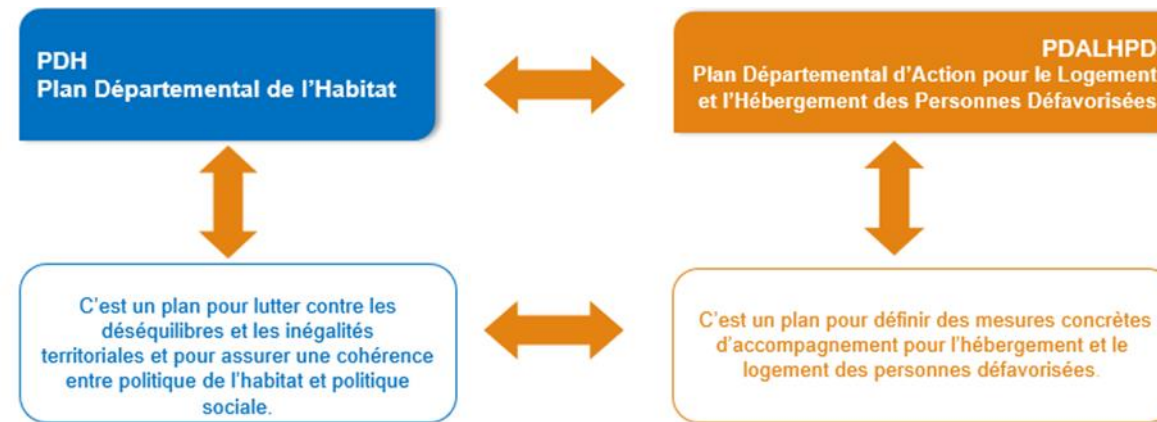 PDH
Plan Départemental de l'Habitat
PDALHPD
Plan Départemental d'Action pour le Logement
et l'Hébergement des Personnes Défavorisées
C'est un plan pour lutter contre les
déséquilibres et les inégalités
territoriales et pour assurer une cohérence
entre politique de l'habitat et politique
sociale.
C'est un plan pour définir des mesures concrètes
d'accompagnement pour l'hébergement et le
logement des personnes défavorisées.